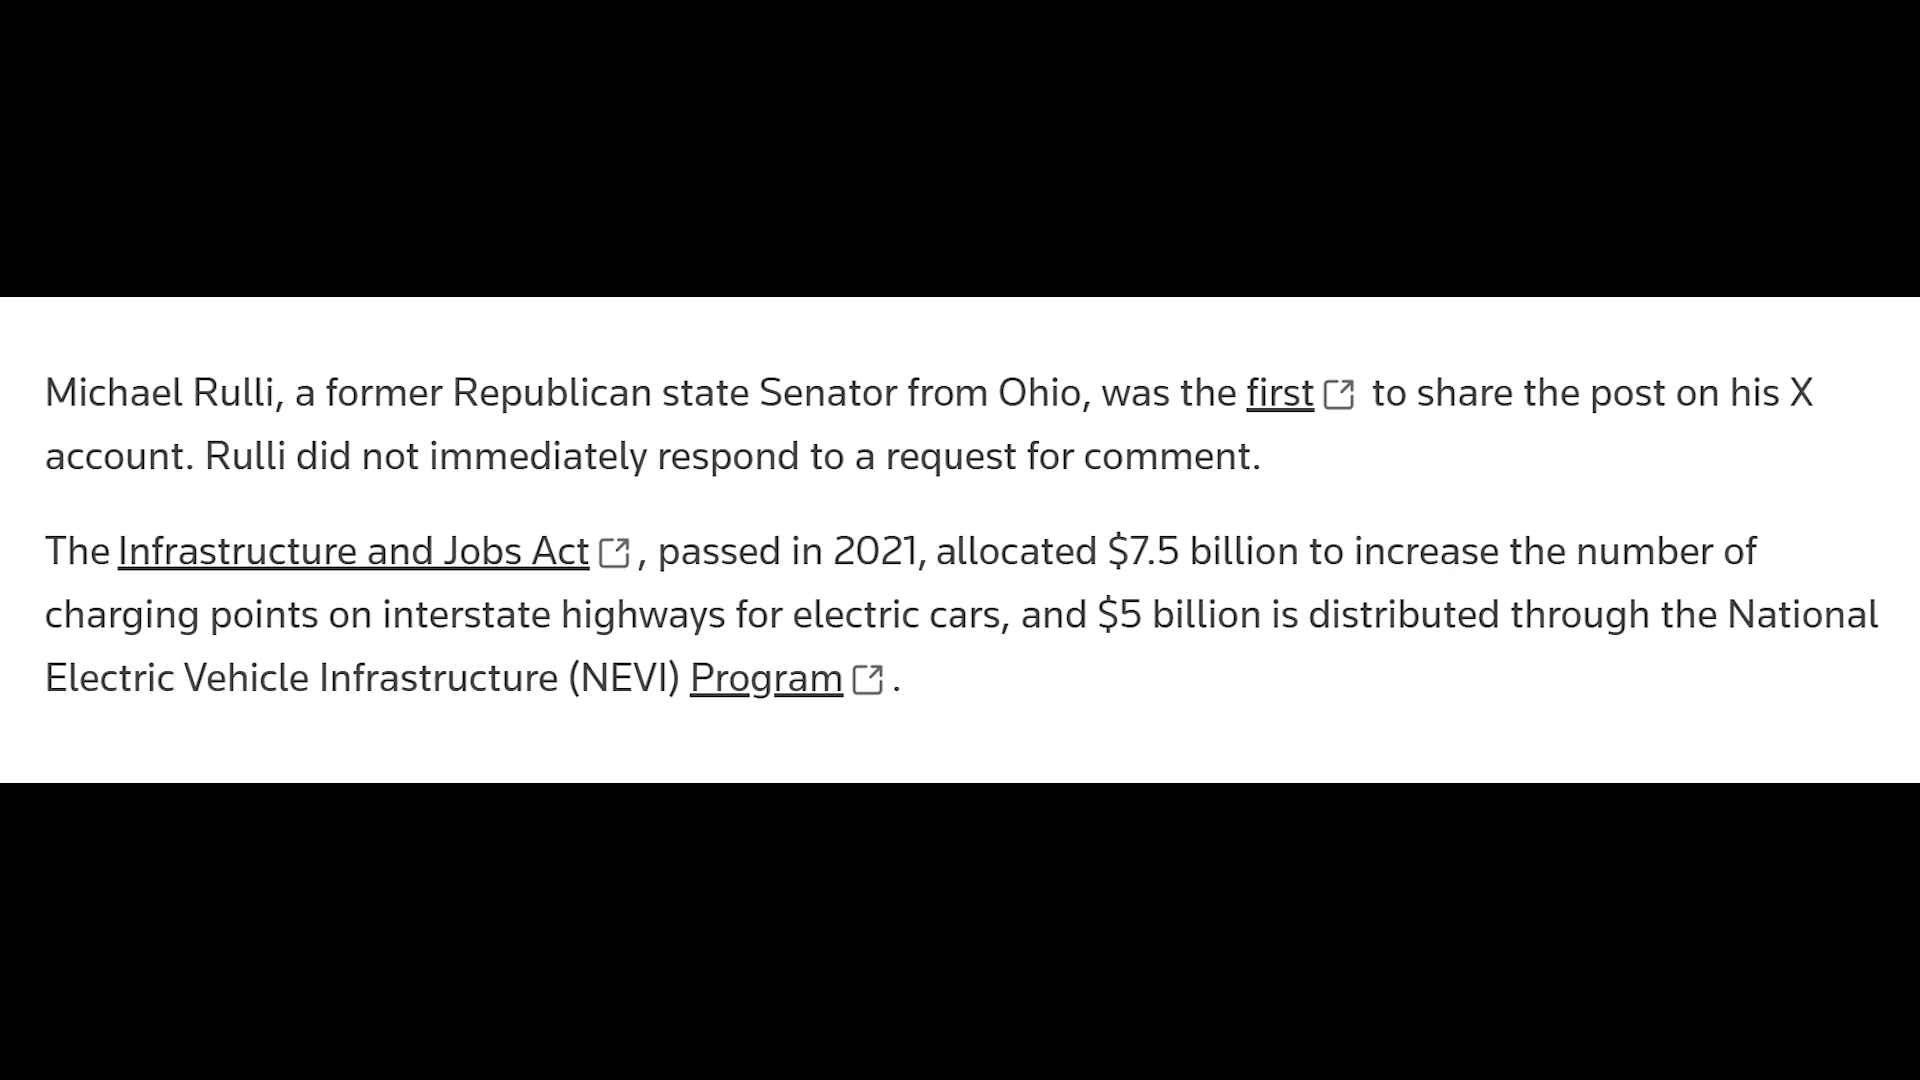 Michael Rulli, a former Republican state Senator from Ohio, was the first to share the post on his X
account. Rulli did not immediately respond to a request for comment.
The Infrastructure and Jobs Act , passed in 2021, allocated $7.5 billion to increase the number of
charging points on interstate highways for electric cars, and $5 billion is distributed through the National
Electric Vehicle Infrastructure (NEVI) Program .